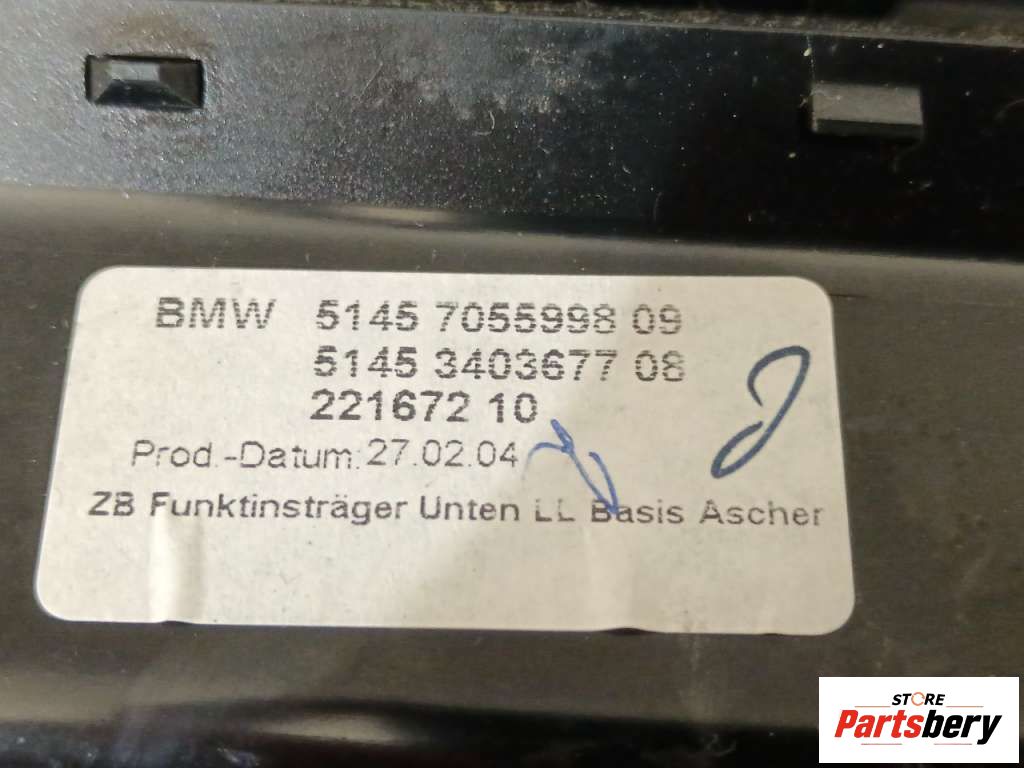 BMW 5145 7055998 09
5145 3403677 08
221672 10
Prod.-Datum: 27.02.04
ZB Funktinsträger Unten LL Basis Ascher
STORE
Partsbery